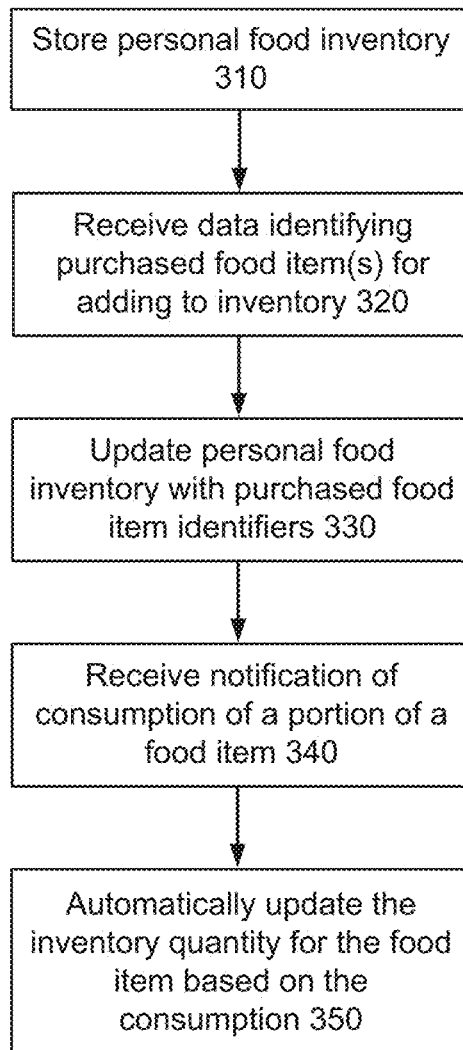 Store personal food inventory
310
Receive data identifying
purchased food item(s) for
adding to inventory 320
Update personal food
inventory with purchased food
item identifiers 330
Receive notification of
consumption of a portion of a
food item 340
Automatically update the
inventory quantity for the food
item based on the
consumption 350